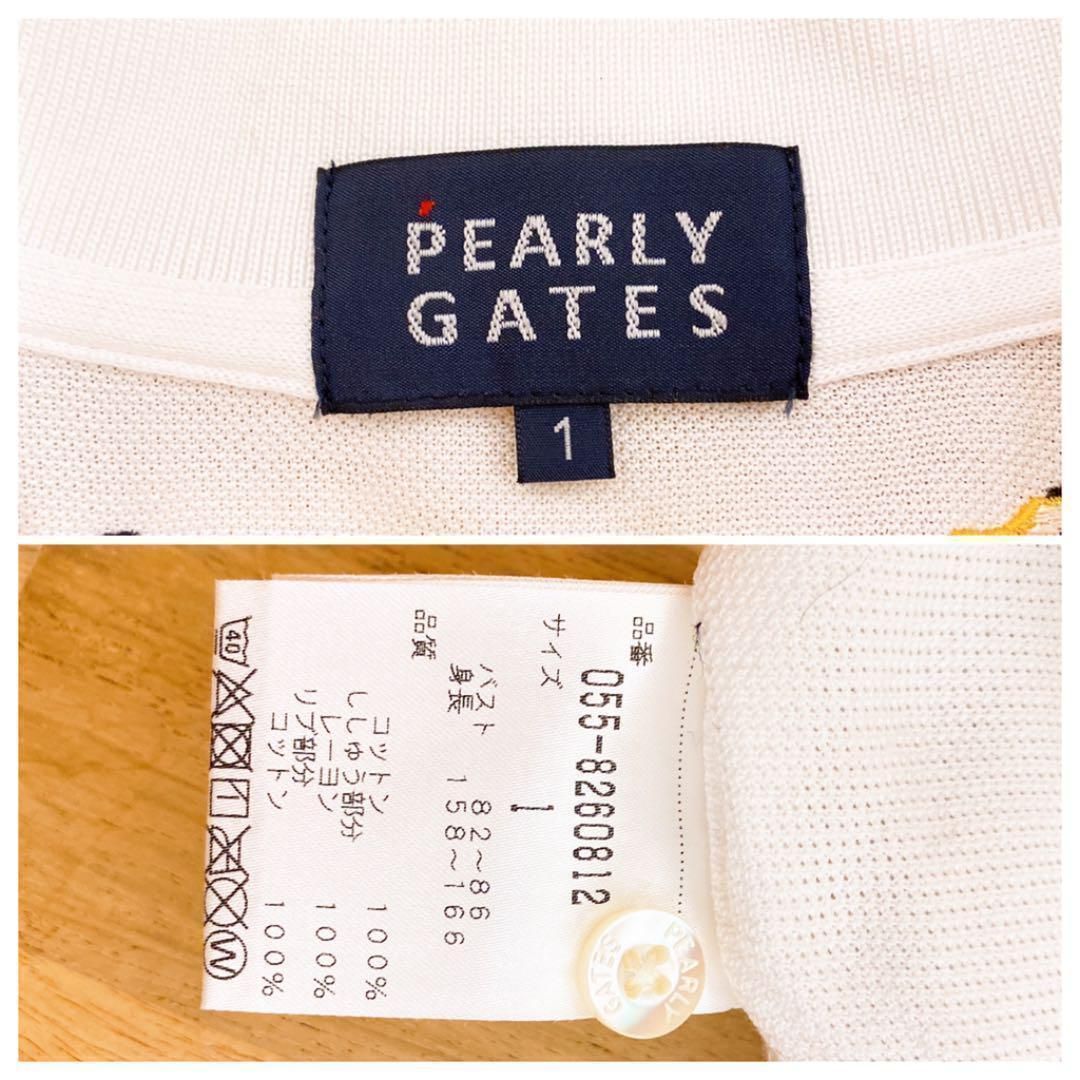 PEARLY
GATES
1
品番 055-8260812
サイズ 1
バスト 82〜86
身長 158〜166
品質
コットン 100%
ししゅう部分
レーヨン 100%
リブ部分
コットン 100%
40
W
PEARLY GATES